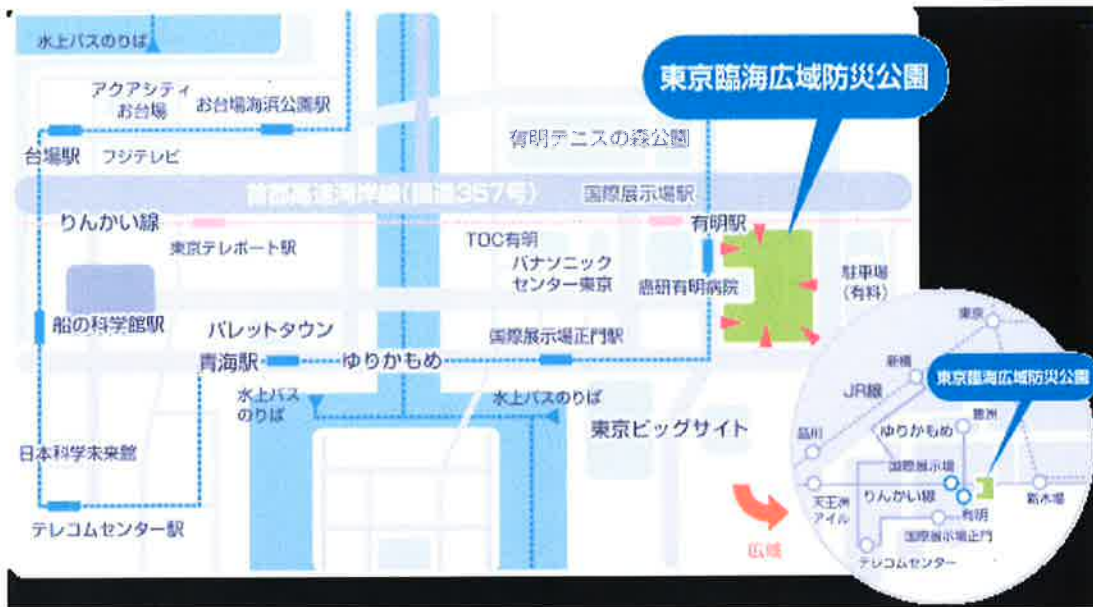 水上バスのりば
東京臨海広域防災公園
アクアシティ
お台場
お台場海浜公園駅
有明テニスの森公園
台場駅
フジテレビ
首都高速湾岸線(国道357号)
国際展示場駅
りんかい線
東京テレポート駅
TOC有明
有明駅
パナソニック
センター東京
癌研有明病院
駐車場
(有料)
船の科学館駅
パレットタウン
国際展示場正門駅
青海駅
ゆりかもめ
水上バス
のりば
水上バスのりば
東京ビッグサイト
日本科学未来館
テレコムセンター駅
広域
東京
新橋
東京臨海広域防災公園
JR線
豊洲
ゆりかもめ
品川
国際展示場
天王洲
アイル
りんかい線
新木場
有明
国際展示場正門
テレコムセンター